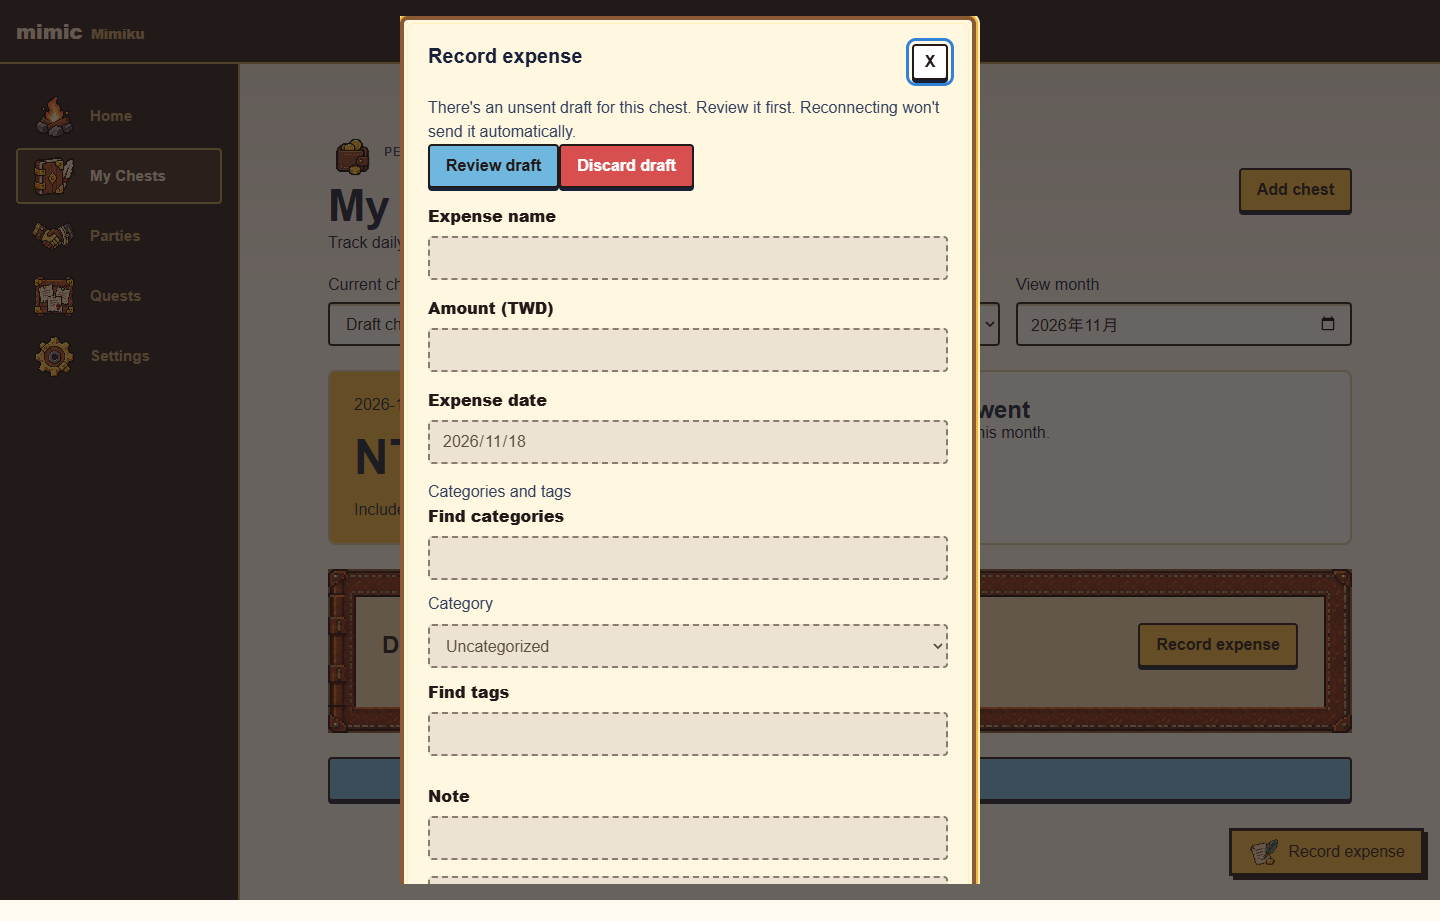 mimic Mimiku
Home
My Chests
Parties
Quests
Settings
My
Track daily
Current ch
Draft ch
2026-1
NT
Include
D
Record expense
X
There's an unsent draft for this chest. Review it first. Reconnecting won't
send it automatically.
Review draft
Discard draft
Expense name
Amount (TWD)
Expense date
2026/11/18
Categories and tags
Find categories
Category
Uncategorized
Find tags
Note
Add chest
View month
2026年11月
went
his month.
Record expense
Record expense